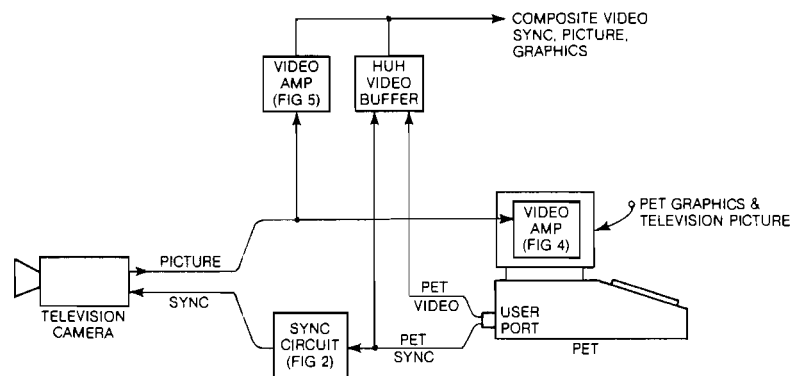 COMPOSITE VIDEO
SYNC, PICTURE,
GRAPHICS
VIDEO
AMP
(FIG 5)
HUH
VIDEO
BUFFER
VIDEO
AMP
(FIG 4)
PET GRAPHICS &
TELEVISION PICTURE
PICTURE
SYNC
TELEVISION
CAMERA
SYNC
CIRCUIT
(FIG 2)
PET
VIDEO
PET
SYNC
USER
PORT
PET